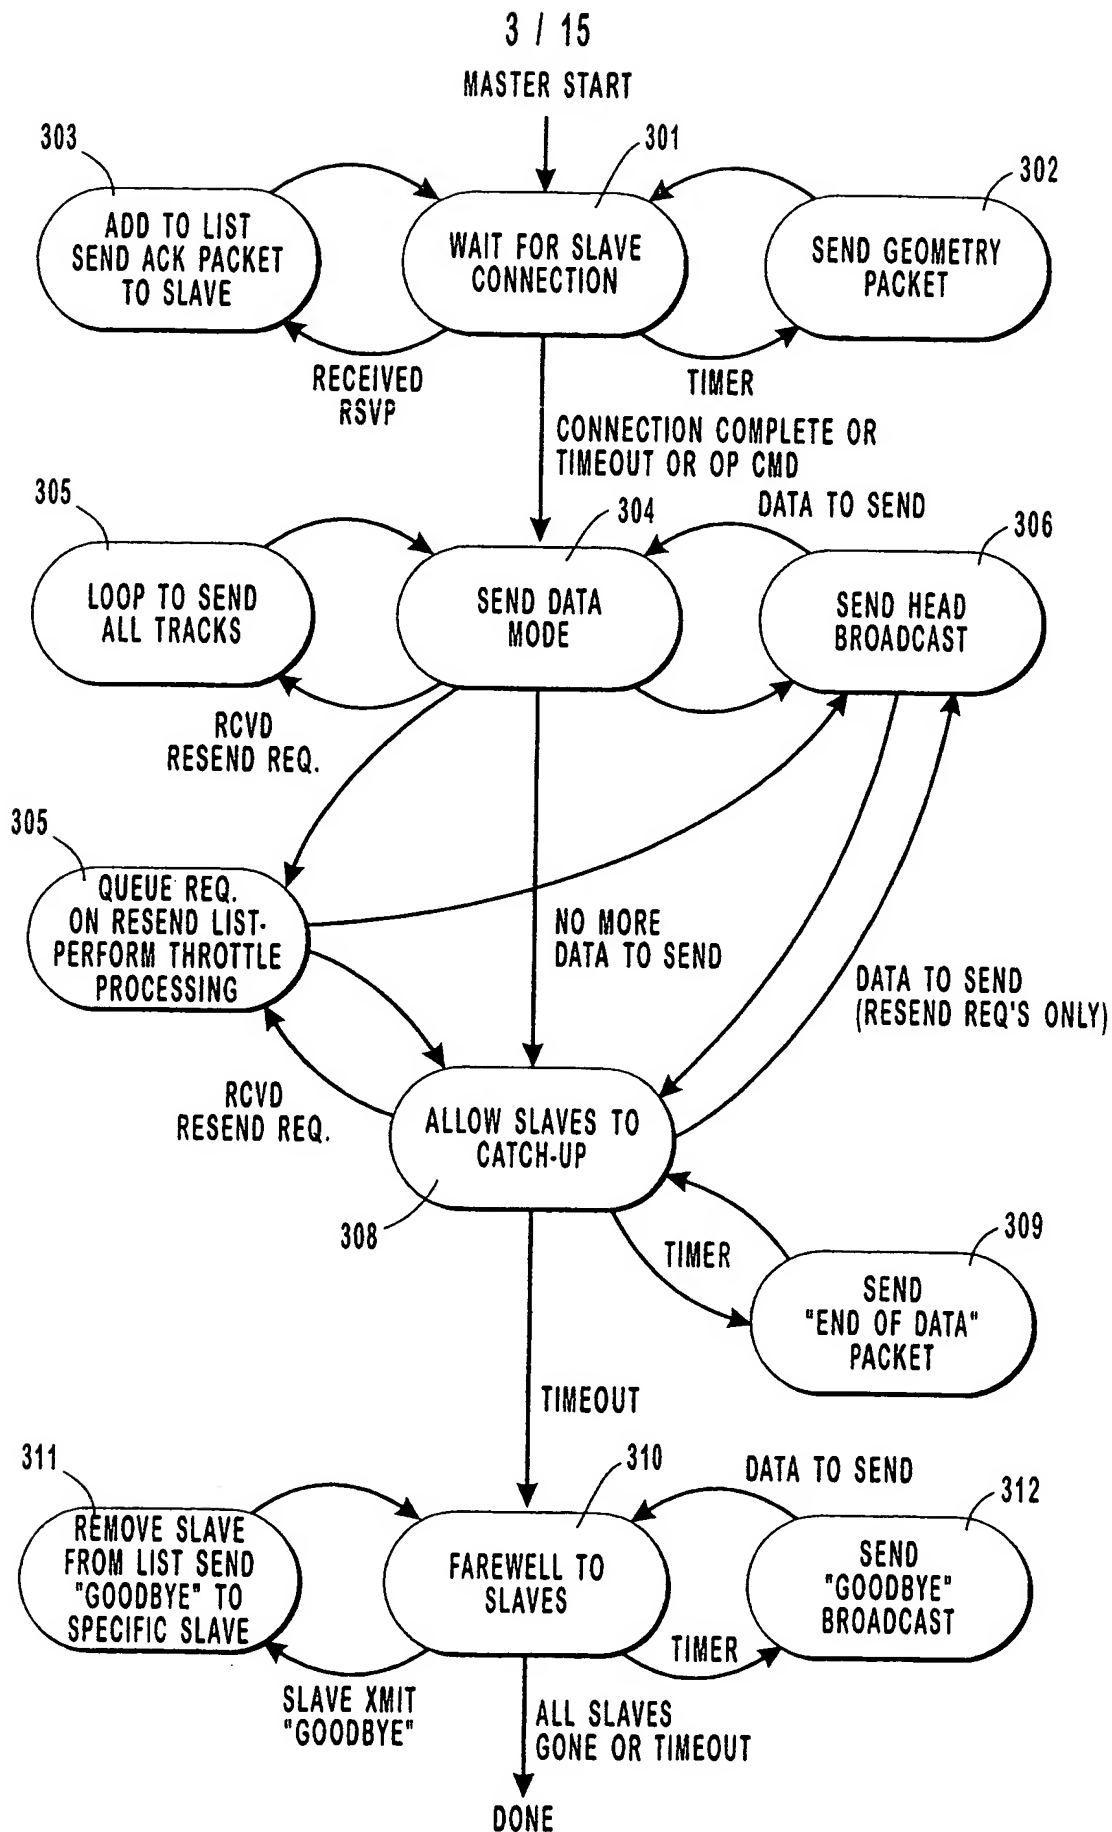 3 / 15
MASTER START
303
301
302
ADD TO LIST
SEND ACK PACKET
TO SLAVE
WAIT FOR SLAVE
CONNECTION
SEND GEOMETRY
PACKET
RECEIVED
RSVP
TIMER
CONNECTION COMPLETE OR
TIMEOUT OR OP CMD
305
304
DATA TO SEND
306
LOOP TO SEND
ALL TRACKS
SEND DATA
MODE
SEND HEAD
BROADCAST
RCVD
RESEND REQ.
305
QUEUE REQ.
ON RESEND LIST-
PERFORM THROTTLE
PROCESSING
NO MORE
DATA TO SEND
DATA TO SEND
(RESEND REQ'S ONLY)
RCVD
RESEND REQ.
ALLOW SLAVES TO
CATCH-UP
308
TIMER
309
SEND
"END OF DATA"
PACKET
TIMEOUT
311
310
DATA TO SEND
312
REMOVE SLAVE
FROM LIST SEND
"GOODBYE" TO
SPECIFIC SLAVE
FAREWELL TO
SLAVES
SEND
"GOODBYE"
BROADCAST
TIMER
SLAVE XMIT
"GOODBYE"
ALL SLAVES
GONE OR TIMEOUT
DONE